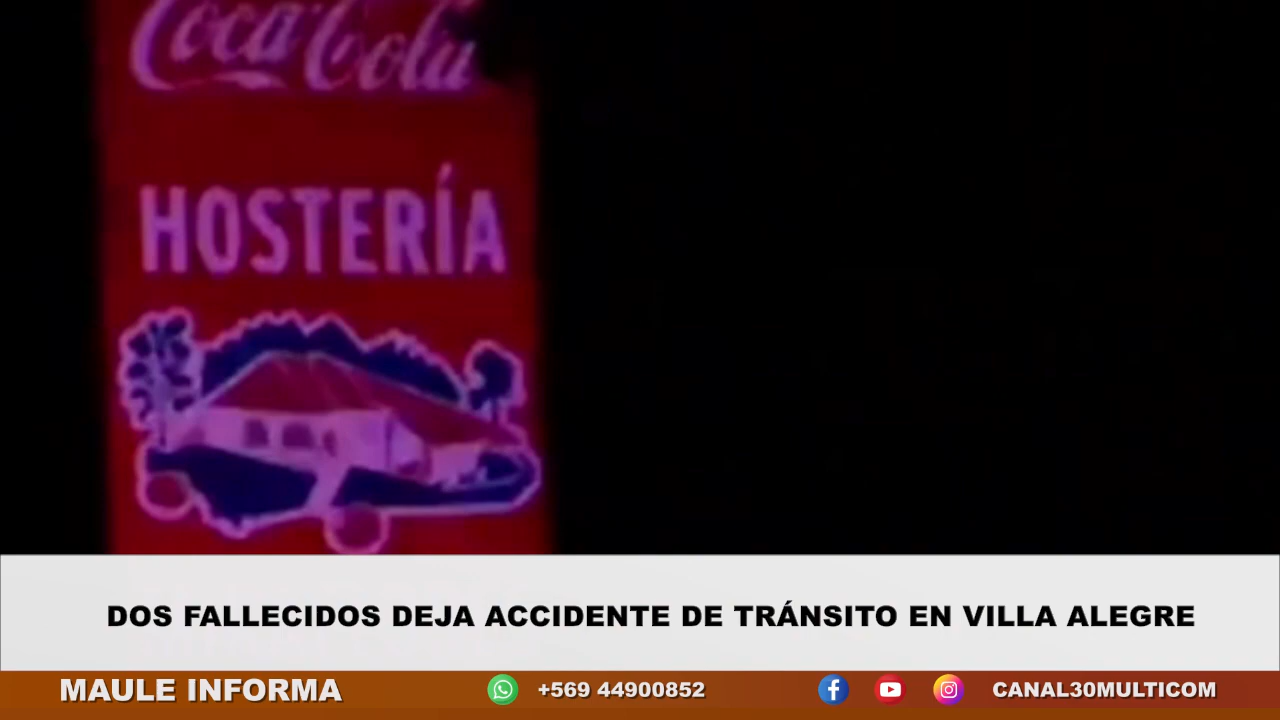 Coca-Cola
HOSTERÍA
DOS FALLECIDOS DEJA ACCIDENTE DE TRÁNSITO EN VILLA ALEGRE
MAULE INFORMA
+569 44900852
CANAL30MULTICOM